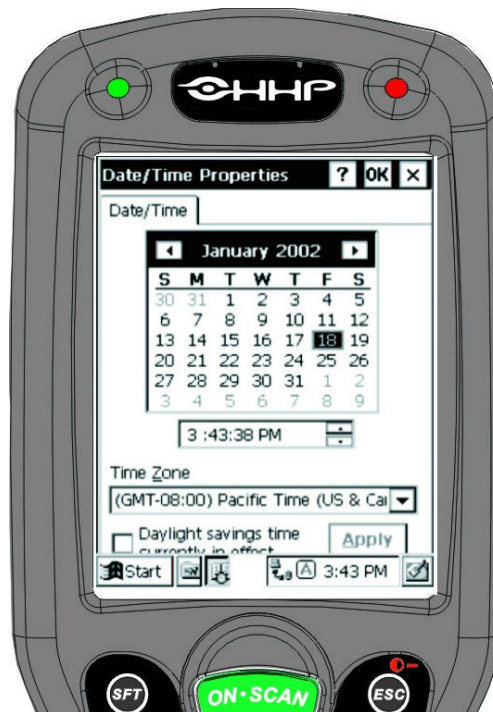 HHP
Date/Time Properties ? OK ×
Date/Time
January 2002
S M T W T F S
30 31 1 2 3 4 5
6 7 8 9 10 11 12
13 14 15 16 17 18 19
20 21 22 23 24 25 26
27 28 29 30 31 1 2
3 4 5 6 7 8 9
3 :43:38 PM
Time Zone
(GMT-08:00) Pacific Time (US & Ca
Daylight savings time
currently in effect
Apply
Start A 3:43 PM
SFT ON·SCAN ESC